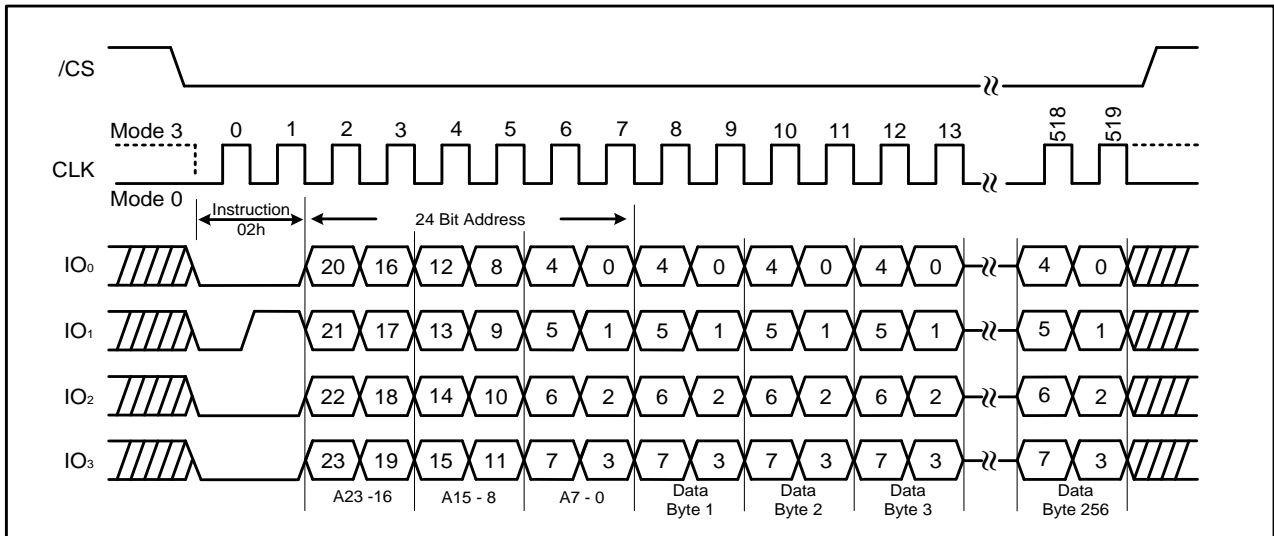 /CS
Mode 3 0 1 2 3 4 5 6 7 8 9 10 11 12 13 518 519
CLK
Mode 0
Instruction
02h
24 Bit Address
IO₀ 20 16 12 8 4 0 4 0 4 0 4 0 4 0
IO₁ 21 17 13 9 5 1 5 1 5 1 5 1 5 1
IO₂ 22 18 14 10 6 2 6 2 6 2 6 2 6 2
IO₃ 23 19 15 11 7 3 7 3 7 3 7 3 7 3
A23 -16 A15 - 8 A7 - 0 Data Data Data Data
Byte 1 Byte 2 Byte 3 Byte 256